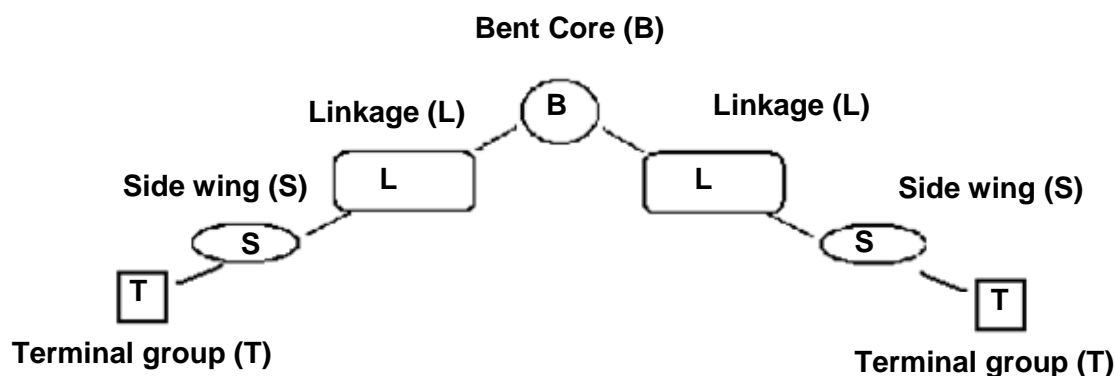 Bent Core (B)
B
Linkage (L)
Linkage (L)
L
L
Side wing (S)
Side wing (S)
S
S
T
T
Terminal group (T)
Terminal group (T)